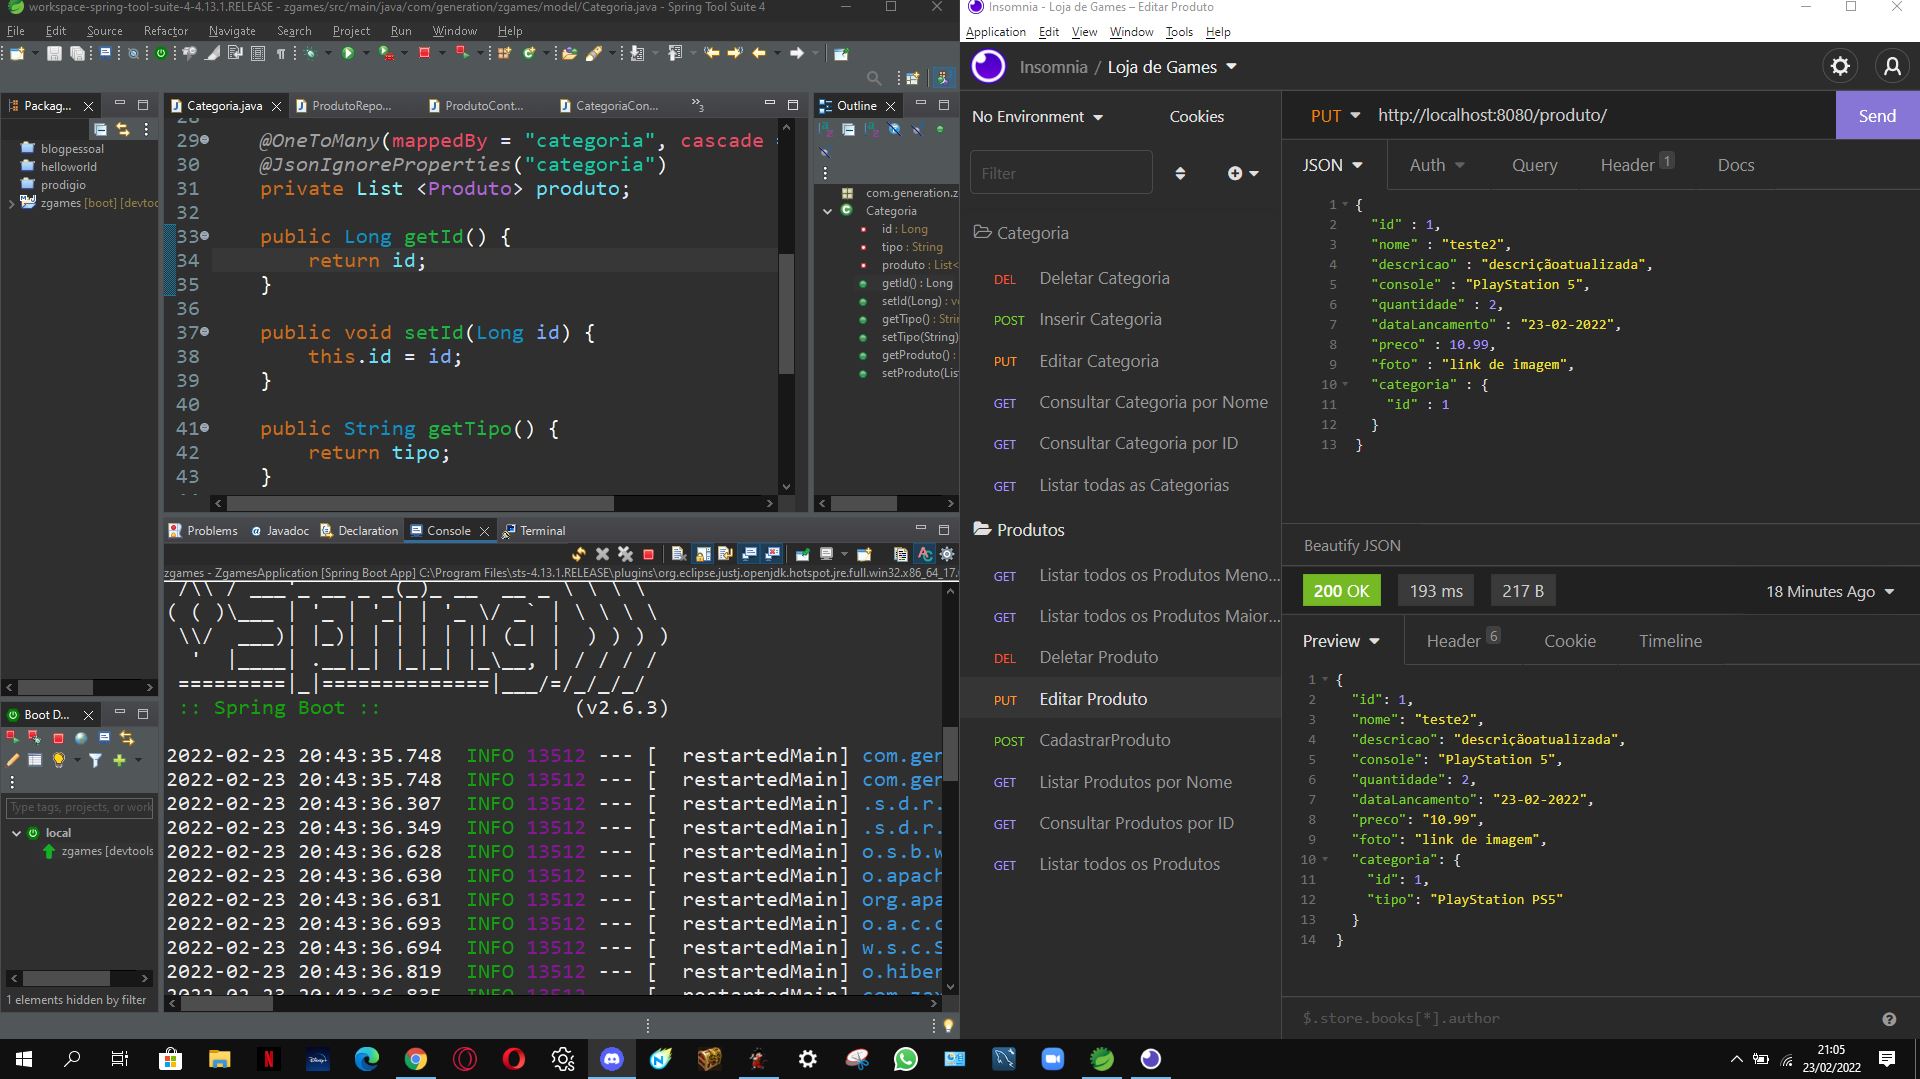 workspace-spring-tool-suite-4-4.13.1.RELEASE - zgames/src/main/java/com/generation/zgames/model/Categoria.java - Spring Tool Suite 4
File Edit Source Refactor Navigate Search Project Run Window Help
Packag...
blogpessoal
helloworld
prodigio
zgames [boot] [devtoo
Categoria.java
ProdutoRepo...
ProdutoCont...
CategoriaCon...
»3
28
29 @OneToMany(mappedBy = "categoria", cascade
30 @JsonIgnoreProperties("categoria")
31 private List <Produto> produto;
32
33 public Long getId() {
34 return id;
35 }
36
37 public void setId(Long id) {
38 this.id = id;
39 }
40
41 public String getTipo() {
42 return tipo;
43 }
Outline
com.generation.z
Categoria
id : Long
tipo : String
produto : List<
getId() : Long
setId(Long) : v
getTipo() : Stri
setTipo(String)
getProduto() :
setProduto(Lis
Problems Javadoc Declaration Console Terminal
zgames - ZgamesApplication [Spring Boot App] C:\Program Files\sts-4.13.1.RELEASE\plugins\org.eclipse.justj.openjdk.hotspot.jre.full.win32.x86_64_17.
/\\ / ___'_ __ _ _(_)_ __ __ _ \ \ \ \
( ( )\___ | '_ | '_| | '_ \/ _` | \ \ \ \
\\/ ___)| |_)| | | | | || (_| | ) ) ) )
' |____| .__|_| |_|_| |_\__, | / / / /
=========|_|==============|___/=/_/_/_/
:: Spring Boot :: (v2.6.3)
2022-02-23 20:43:35.748 INFO 13512 --- [ restartedMain] com.gen
2022-02-23 20:43:35.748 INFO 13512 --- [ restartedMain] com.gen
2022-02-23 20:43:36.307 INFO 13512 --- [ restartedMain] .s.d.r.
2022-02-23 20:43:36.349 INFO 13512 --- [ restartedMain] .s.d.r.
2022-02-23 20:43:36.628 INFO 13512 --- [ restartedMain] o.s.b.w
2022-02-23 20:43:36.630 INFO 13512 --- [ restartedMain] o.apach
2022-02-23 20:43:36.631 INFO 13512 --- [ restartedMain] org.apa
2022-02-23 20:43:36.693 INFO 13512 --- [ restartedMain] o.a.c.c
2022-02-23 20:43:36.694 INFO 13512 --- [ restartedMain] w.s.c.S
2022-02-23 20:43:36.819 INFO 13512 --- [ restartedMain] o.hiber
2022-02-23 20:43:36.835 INFO 13512 --- [ restartedMain] com.zax
Boot D...
Type tags, projects, or work
local
zgames [devtools
1 elements hidden by filter
Insomnia - Loja de Games – Editar Produto
Application Edit View Window Tools Help
Insomnia / Loja de Games
No Environment
Cookies
Filter
Categoria
DEL Deletar Categoria
POST Inserir Categoria
PUT Editar Categoria
GET Consultar Categoria por Nome
GET Consultar Categoria por ID
GET Listar todas as Categorias
Produtos
GET Listar todos os Produtos Meno...
GET Listar todos os Produtos Maior...
DEL Deletar Produto
PUT Editar Produto
POST CadastrarProduto
GET Listar Produtos por Nome
GET Consultar Produtos por ID
GET Listar todos os Produtos
PUT http://localhost:8080/produto/ Send
JSON Auth Query Header 1 Docs
1 {
2 "id" : 1,
3 "nome" : "teste2",
4 "descricao" : "descriçãoatualizada",
5 "console" : "PlayStation 5",
6 "quantidade" : 2,
7 "dataLancamento" : "23-02-2022",
8 "preco" : 10.99,
9 "foto" : "link de imagem",
10 "categoria" : {
11 "id" : 1
12 }
13 }
Beautify JSON
200 OK 193 ms 217 B 18 Minutes Ago
Preview Header 6 Cookie Timeline
1 {
2 "id": 1,
3 "nome": "teste2",
4 "descricao": "descriçãoatualizada",
5 "console": "PlayStation 5",
6 "quantidade": 2,
7 "dataLancamento": "23-02-2022",
8 "preco": "10.99",
9 "foto": "link de imagem",
10 "categoria": {
11 "id": 1,
12 "tipo": "PlayStation PS5"
13 }
14 }
$.store.books[*].author
21:05
23/02/2022